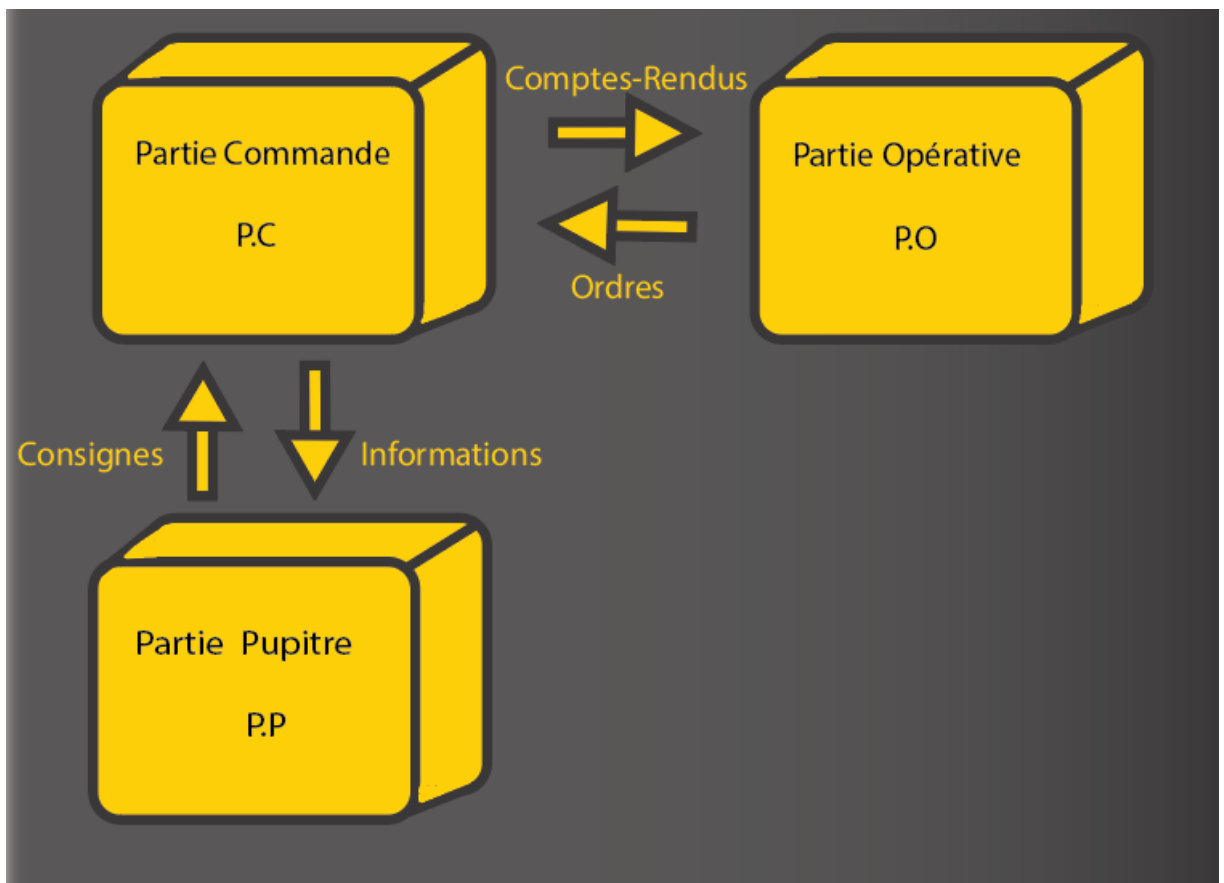 Partie Commande
P.C
Comptes-Rendus
Ordres
Partie Opérative
P.O
Consignes
Informations
Partie Pupitre
P.P